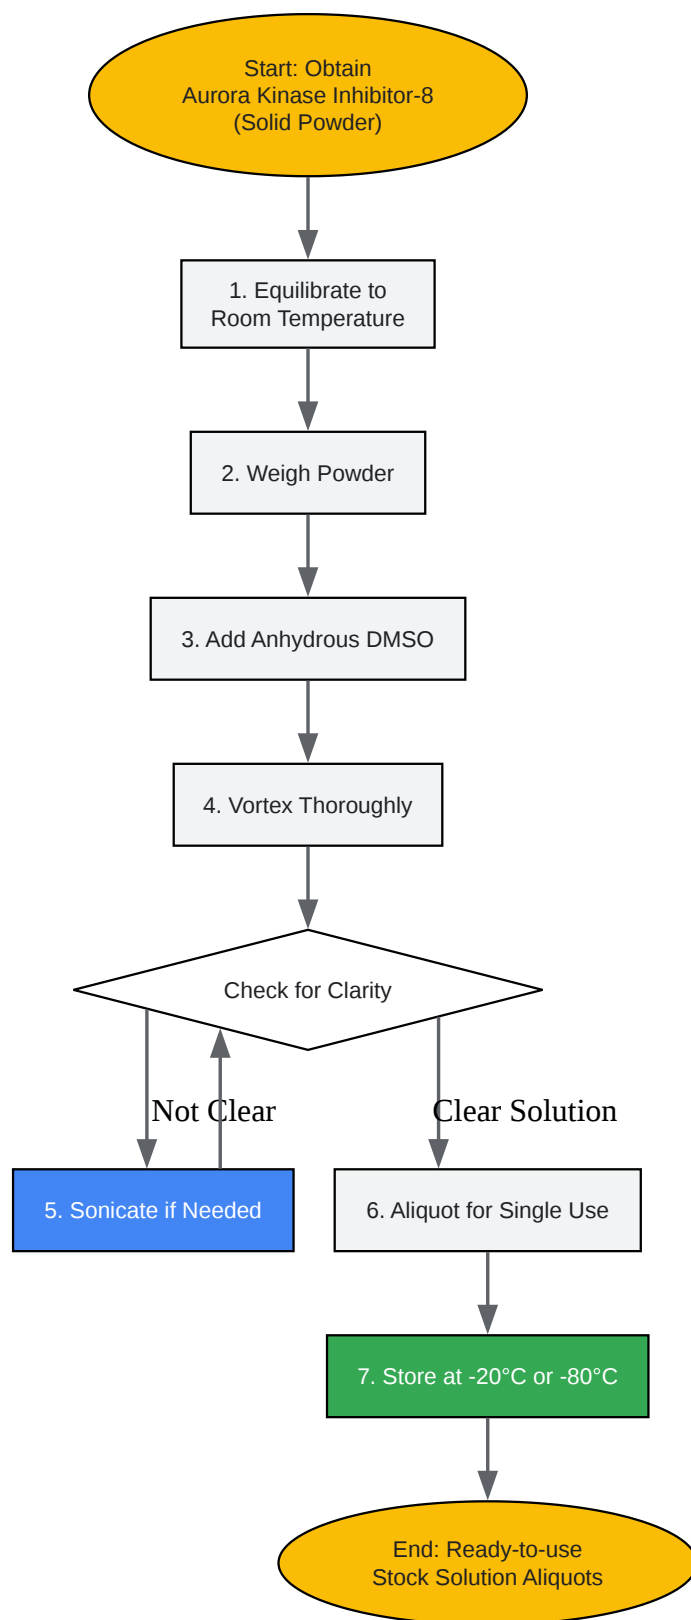 Start: Obtain
Aurora Kinase Inhibitor-8
(Solid Powder)
1. Equilibrate to
Room Temperature
2. Weigh Powder
3. Add Anhydrous DMSO
4. Vortex Thoroughly
Check for Clarity
Not Clear
Clear Solution
5. Sonicate if Needed
6. Aliquot for Single Use
7. Store at -20°C or -80°C
End: Ready-to-use
Stock Solution Aliquots